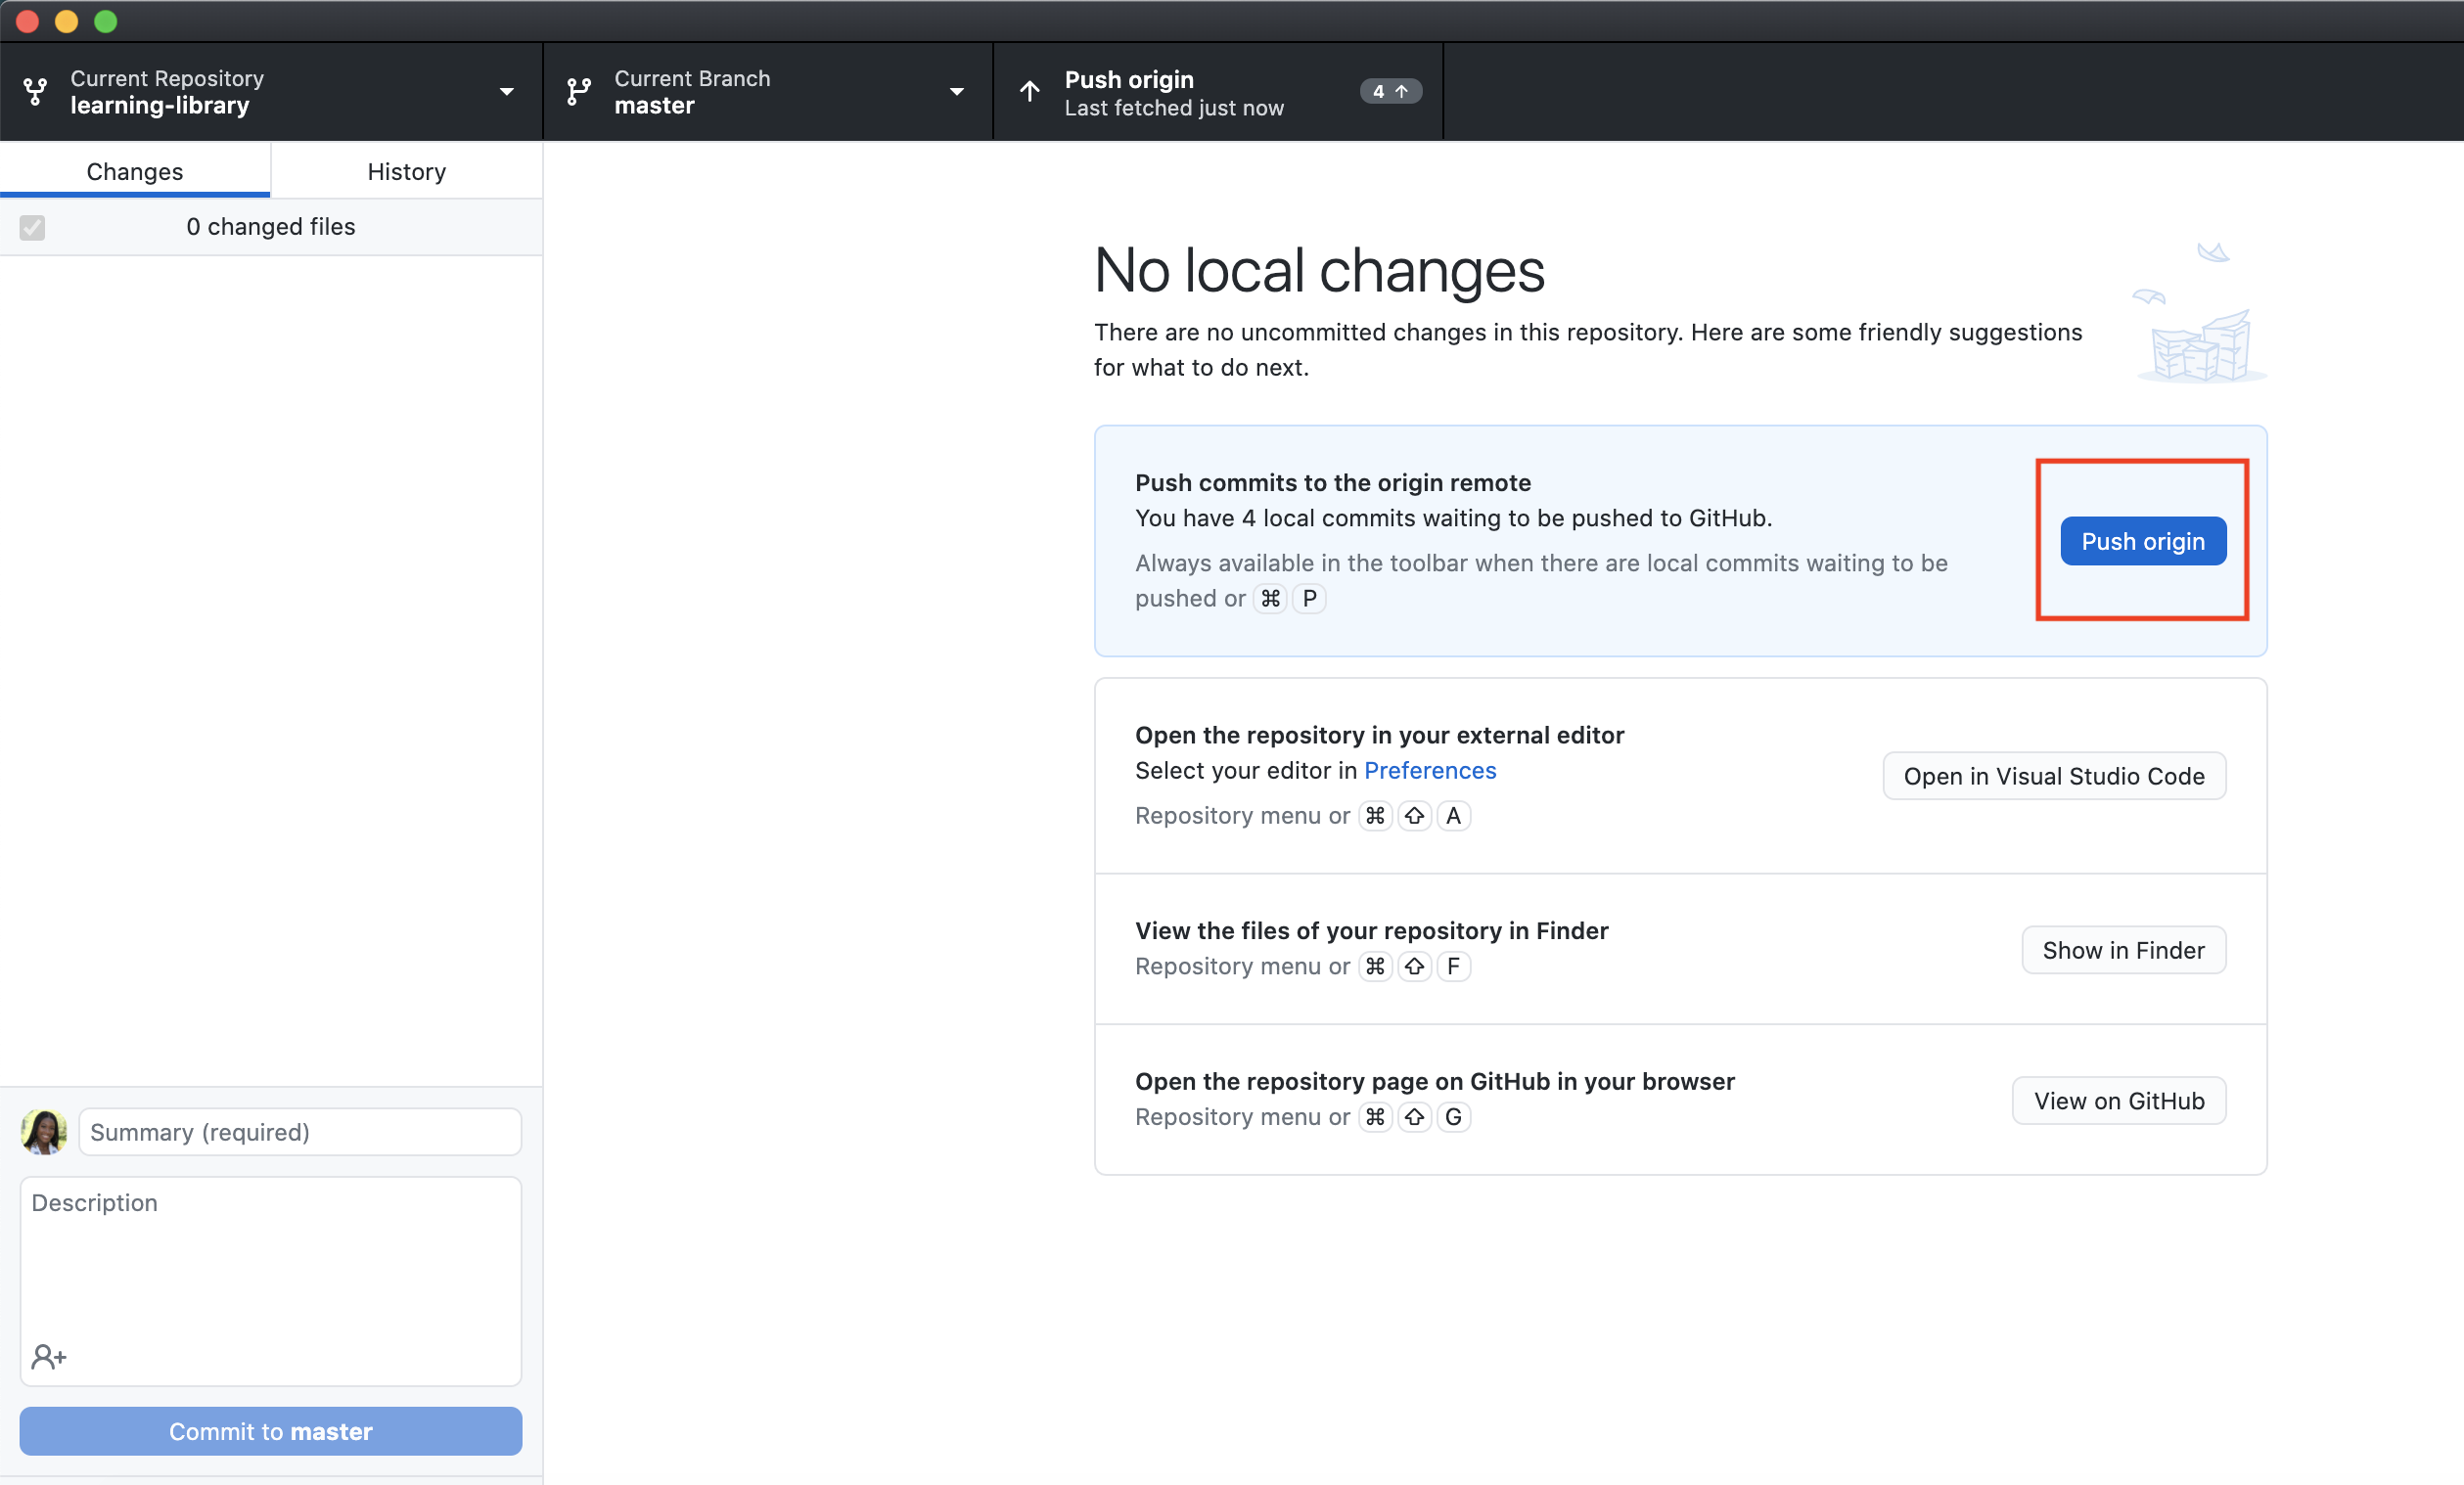 Current Repository
learning-library
Current Branch
master
Push origin
Last fetched just now
4 ↑
Changes
History
0 changed files
No local changes
There are no uncommitted changes in this repository. Here are some friendly suggestions
for what to do next.
Push commits to the origin remote
You have 4 local commits waiting to be pushed to GitHub.
Always available in the toolbar when there are local commits waiting to be
pushed or ⌘ P
Push origin
Open the repository in your external editor
Select your editor in Preferences
Repository menu or ⌘ ⇧ A
Open in Visual Studio Code
View the files of your repository in Finder
Repository menu or ⌘ ⇧ F
Show in Finder
Open the repository page on GitHub in your browser
Repository menu or ⌘ ⇧ G
View on GitHub
Summary (required)
Description
Commit to master